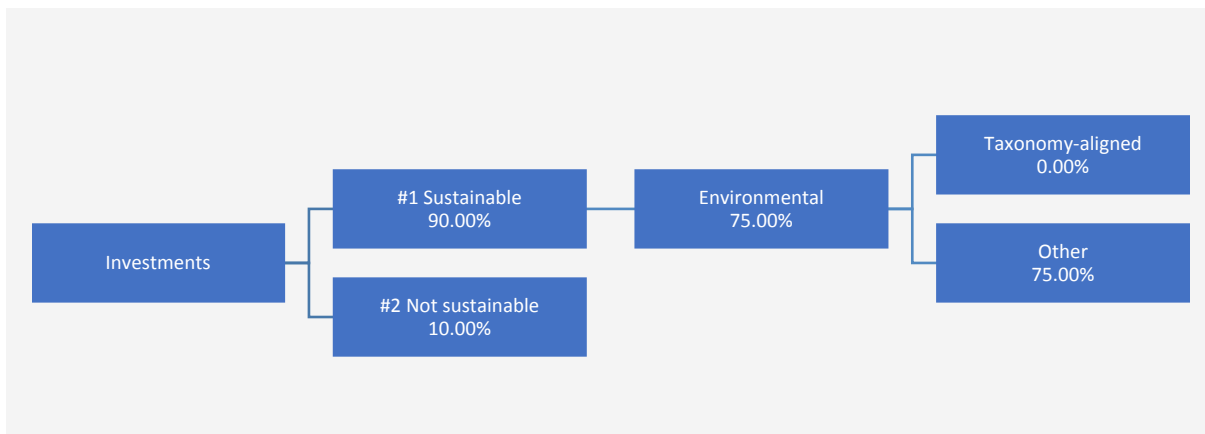 Investments
#1 Sustainable
90.00%
#2 Not sustainable
10.00%
Environmental
75.00%
Taxonomy-aligned
0.00%
Other
75.00%